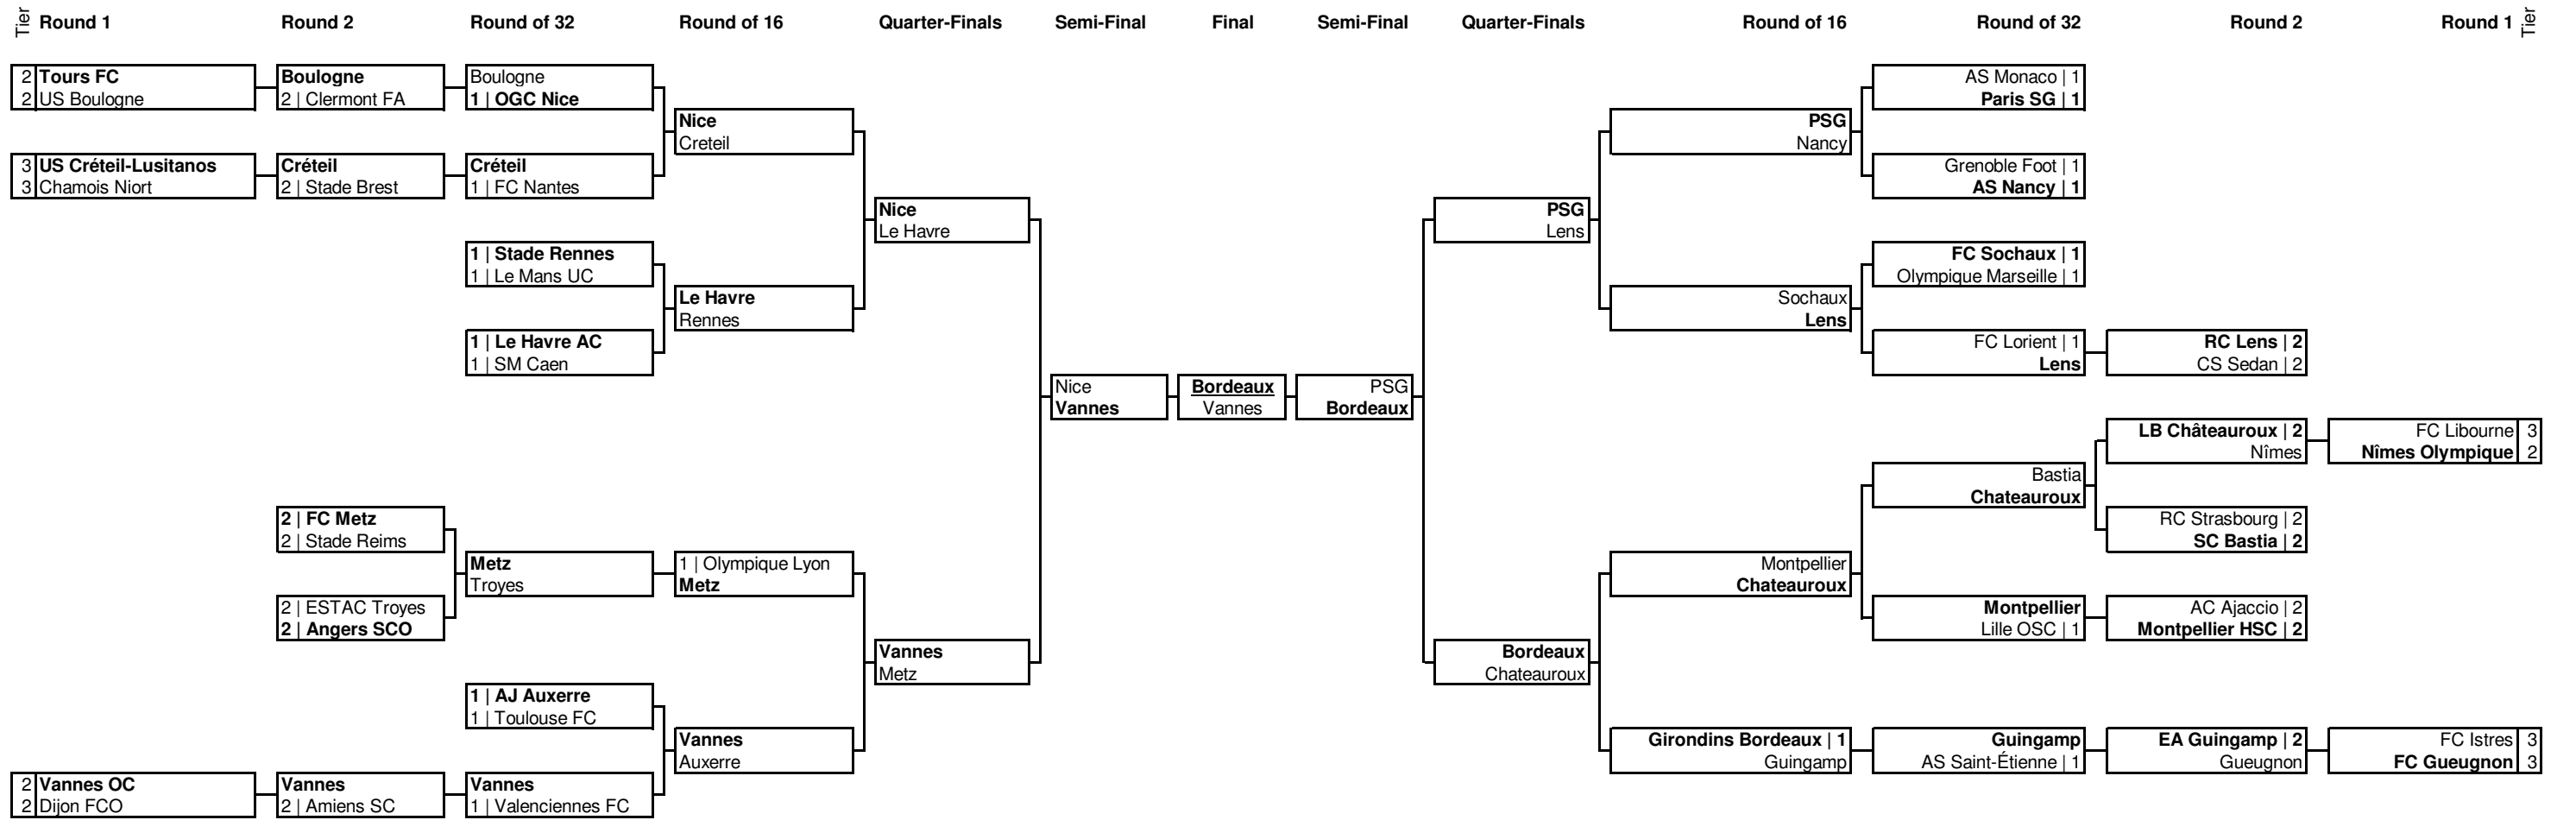 Tier
Round 1
Round 2
Round of 32
Round of 16
Quarter-Finals
Semi-Final
Final
Semi-Final
Quarter-Finals
Round of 16
Round of 32
Round 2
Round 1
Tier
2 Tours FC
2 US Boulogne
3 US Créteil-Lusitanos
3 Chamois Niort
2 Vannes OC
2 Dijon FCO
Boulogne
2 | Clermont FA
Créteil
2 | Stade Brest
2 | FC Metz
2 | Stade Reims
2 | ESTAC Troyes
2 | Angers SCO
Vannes
2 | Amiens SC
Boulogne
1 | OGC Nice
Créteil
1 | FC Nantes
1 | Stade Rennes
1 | Le Mans UC
1 | Le Havre AC
1 | SM Caen
Metz
Troyes
1 | AJ Auxerre
1 | Toulouse FC
Vannes
1 | Valenciennes FC
Nice
Creteil
Le Havre
Rennes
1 | Olympique Lyon
Metz
Vannes
Auxerre
Nice
Le Havre
Vannes
Metz
Nice
Vannes
Bordeaux
Vannes
PSG
Bordeaux
PSG
Lens
Bordeaux
Chateauroux
PSG
Nancy
Sochaux
Lens
Montpellier
Chateauroux
Girondins Bordeaux | 1
Guingamp
AS Monaco | 1
Paris SG | 1
Grenoble Foot | 1
AS Nancy | 1
FC Sochaux | 1
Olympique Marseille | 1
FC Lorient | 1
Lens
Bastia
Chateauroux
Montpellier
Lille OSC | 1
Guingamp
AS Saint-Étienne | 1
RC Lens | 2
CS Sedan | 2
LB Châteauroux | 2
Nîmes
RC Strasbourg | 2
SC Bastia | 2
AC Ajaccio | 2
Montpellier HSC | 2
EA Guingamp | 2
Gueugnon
FC Libourne 3
Nîmes Olympique 2
FC Istres 3
FC Gueugnon 3